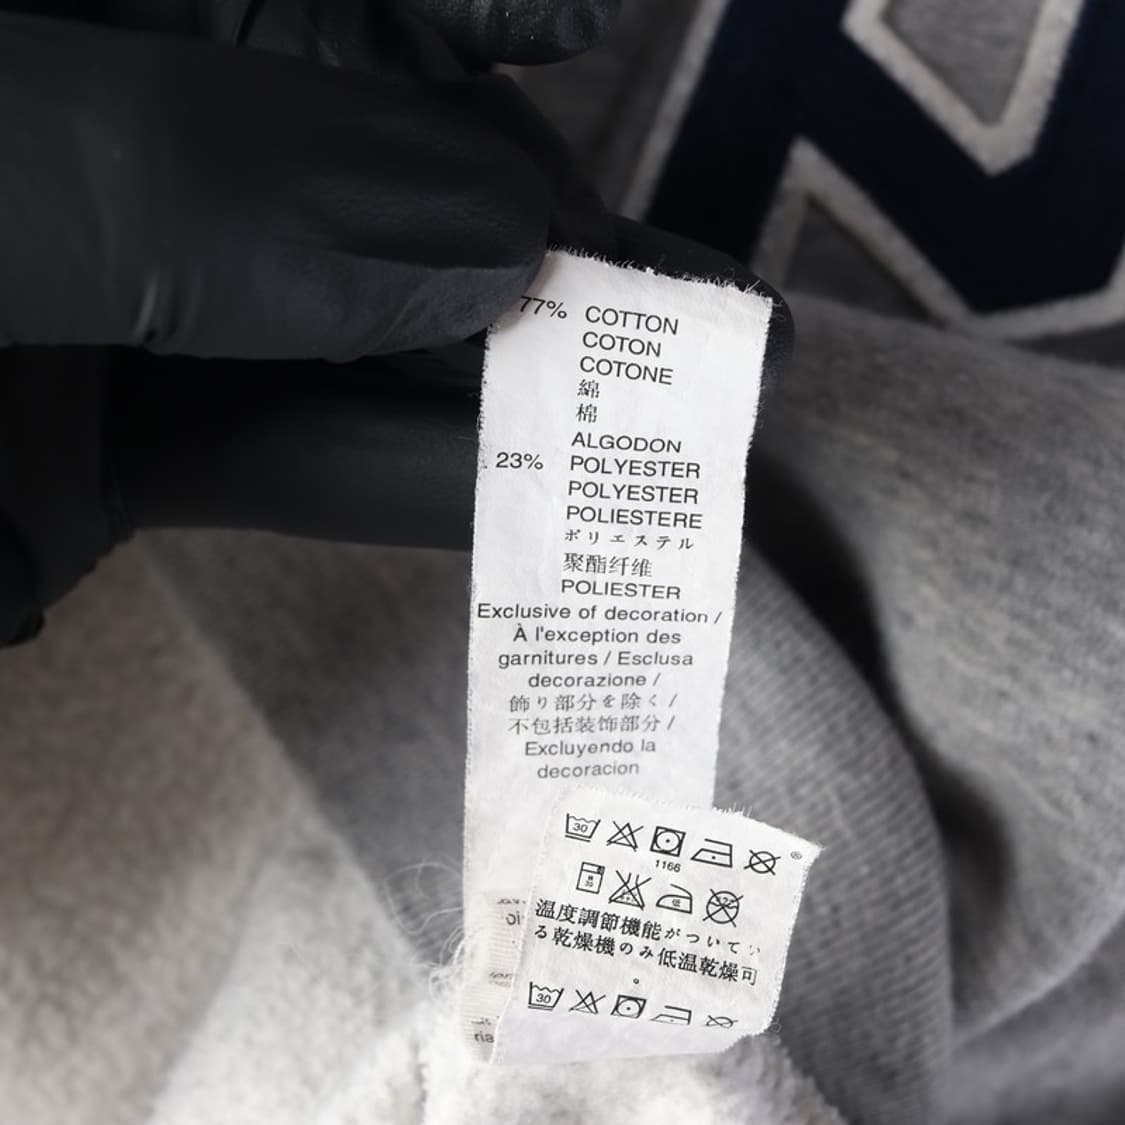 77% COTTON
COTON
COTONE
綿
棉
ALGODON
23% POLYESTER
POLYESTER
POLIESTERE
ポリエステル
聚酯纤维
POLIESTER
Exclusive of decoration /
À l'exception des
garnitures / Esclusa
decorazione /
飾り部分を除く /
不包括装饰部分 /
Excluyendo la
decoracion
30
®
1166
低
温度調節機能がついてい
る乾燥機のみ低温乾燥可
。
30